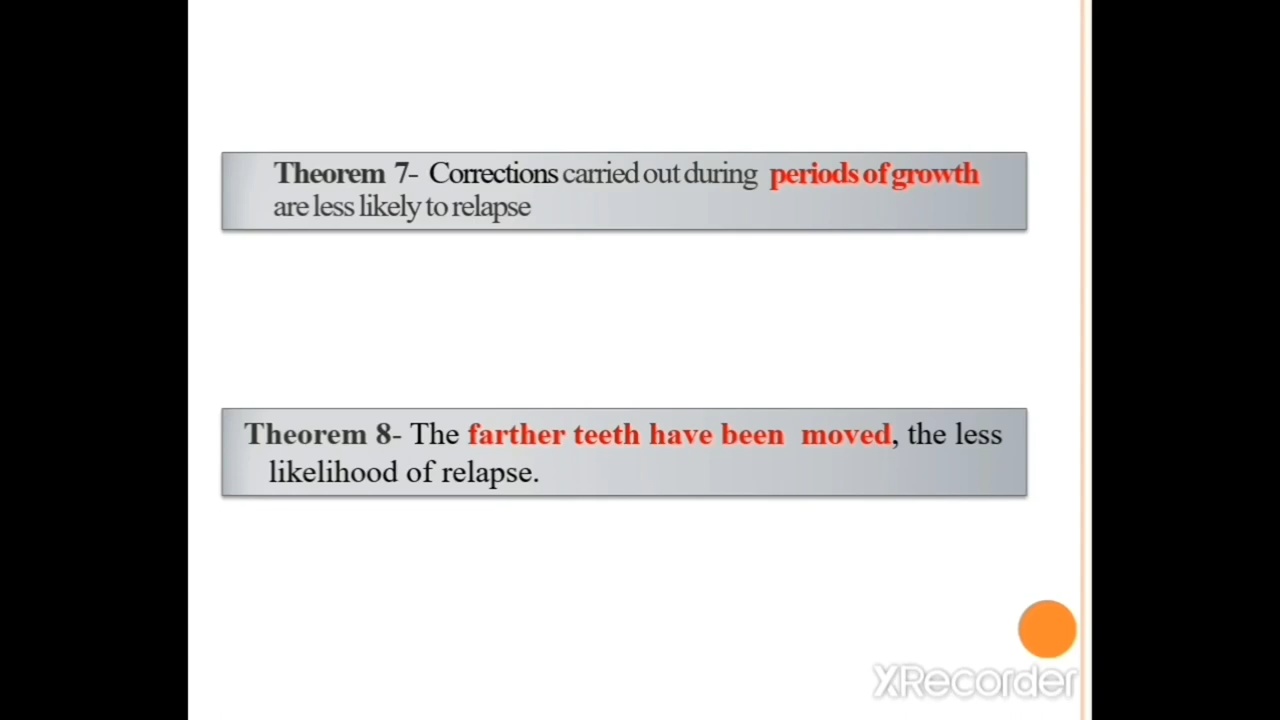 Theorem 7- Corrections carried out during periods of growth
are less likely to relapse
Theorem 8- The farther teeth have been moved, the less
likelihood of relapse.
XRecorder